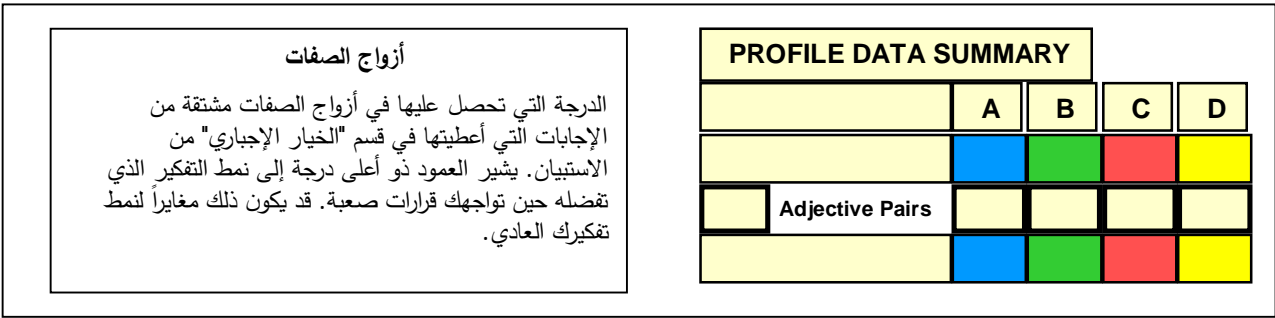 أزواج الصفات
الدرجة التي تحصل عليها في أزواج الصفات مشتقة من
الإجابات التي أعطيتها في قسم "الخيار الإجباري" من
الاستبيان. يشير العمود ذو أعلى درجة إلى نمط التفكير الذي
تفضله حين تواجهك قرارات صعبة. قد يكون ذلك مغايراً لنمط
تفكيرك العادي.
PROFILE DATA SUMMARY
A B C D
Adjective Pairs